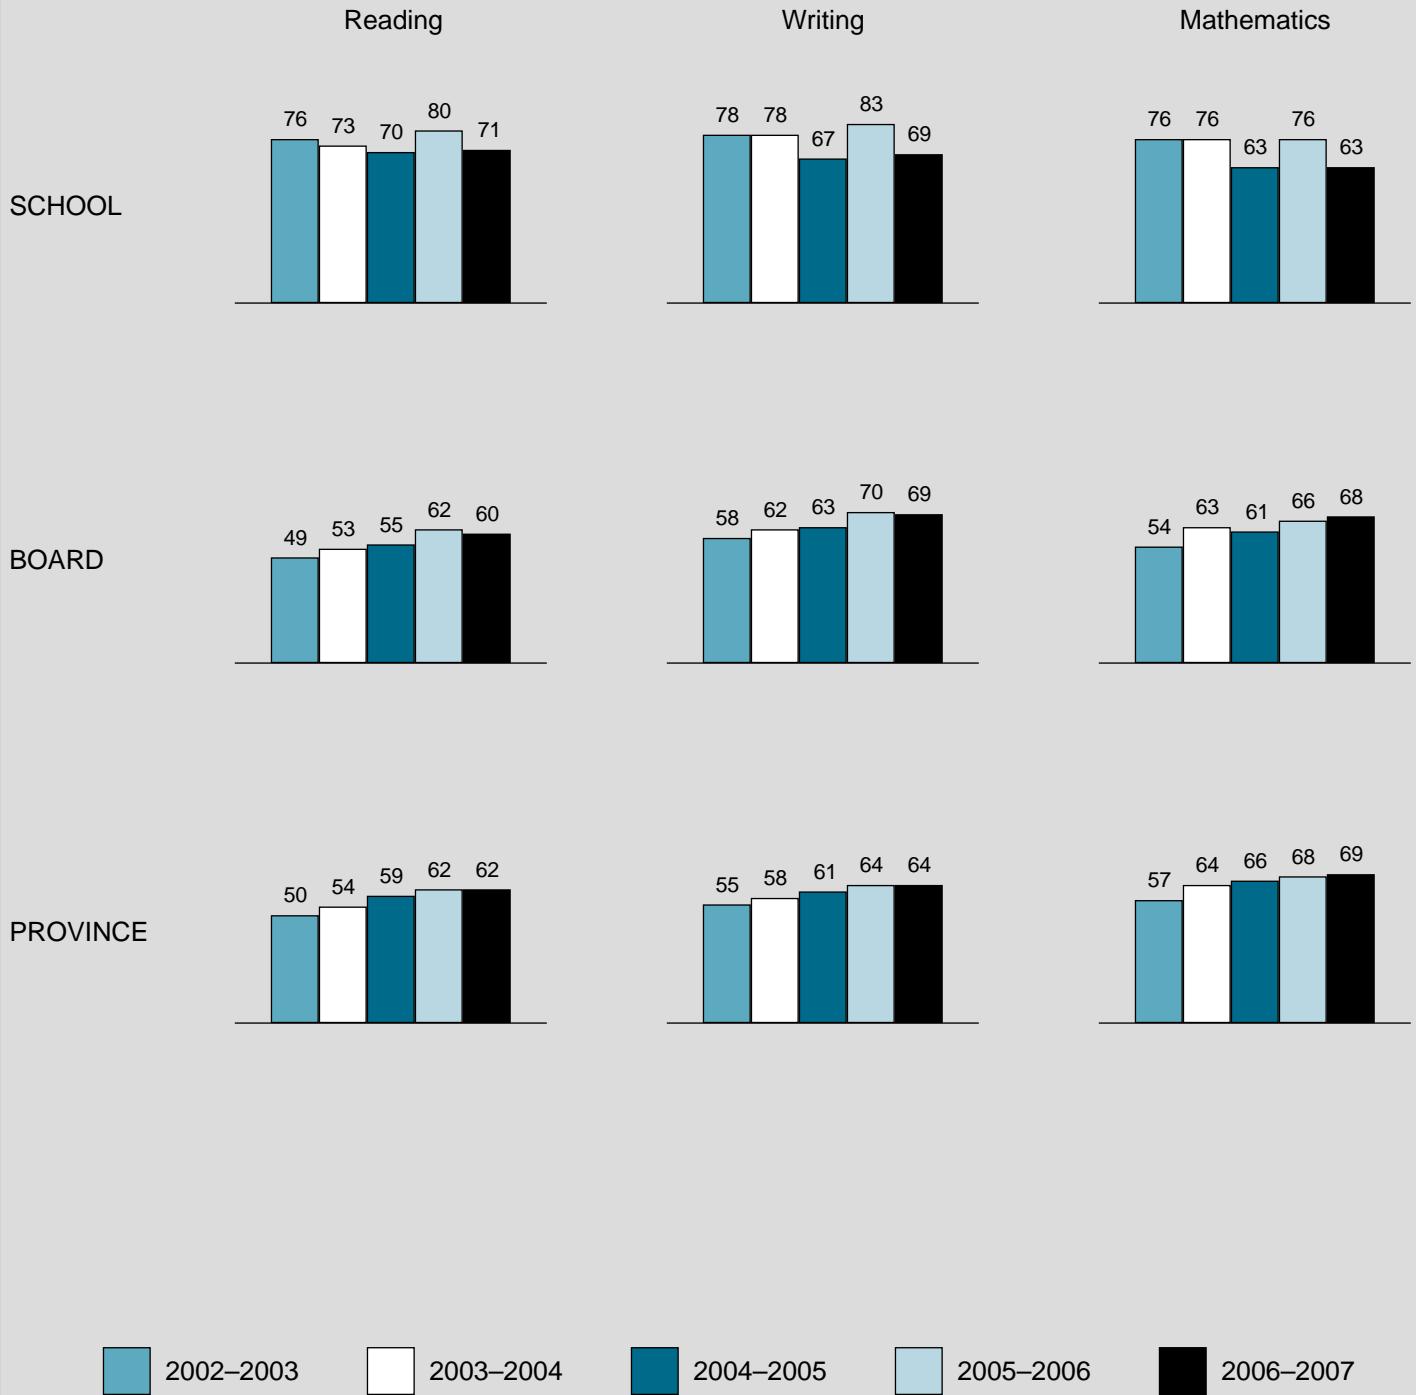 Reading Writing Mathematics
76 73 70 80 71 78 78 67 83 69 76 76 63 76 63
SCHOOL
49 53 55 62 60 58 62 63 70 69 54 63 61 66 68
BOARD
50 54 59 62 62 55 58 61 64 64 57 64 66 68 69
PROVINCE
2002–2003 2003–2004 2004–2005 2005–2006 2006–2007